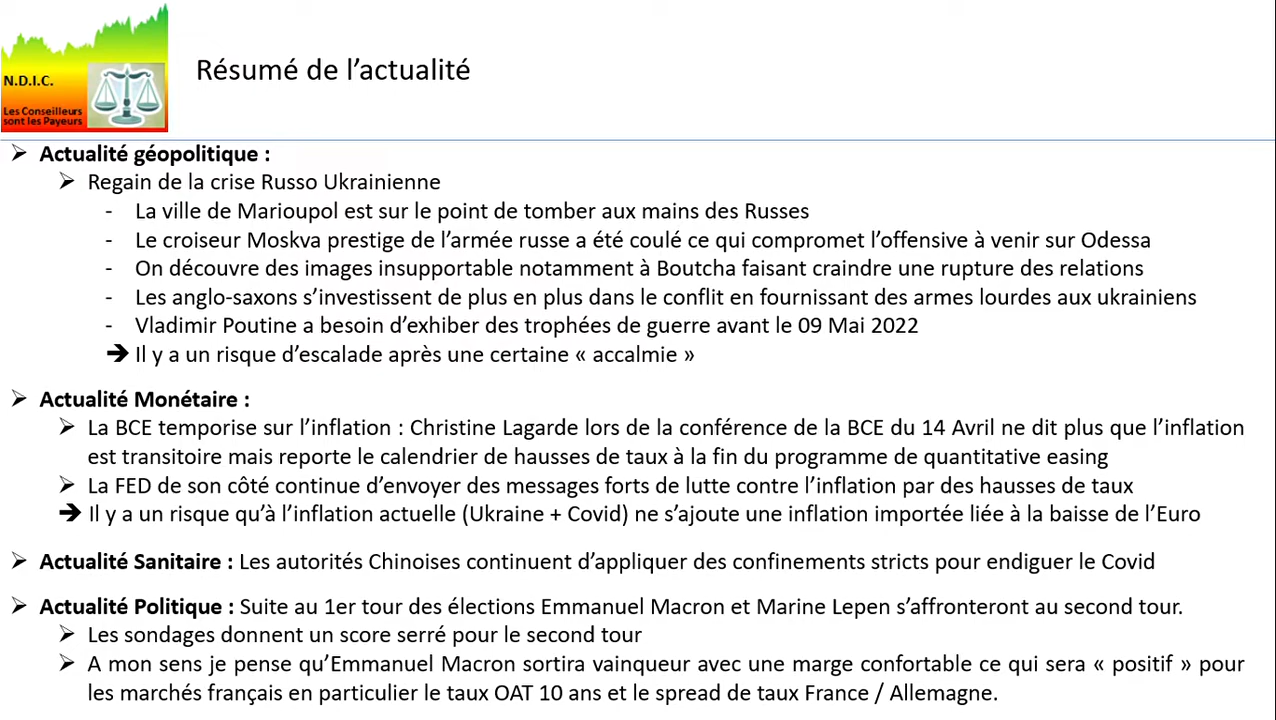 N.D.I.C.
Les Conseilleurs
sont les Payeurs
Résumé de l’actualité
➢ Actualité géopolitique :
➢ Regain de la crise Russo Ukrainienne
- La ville de Marioupol est sur le point de tomber aux mains des Russes
- Le croiseur Moskva prestige de l’armée russe a été coulé ce qui compromet l’offensive à venir sur Odessa
- On découvre des images insupportable notamment à Boutcha faisant craindre une rupture des relations
- Les anglo-saxons s’investissent de plus en plus dans le conflit en fournissant des armes lourdes aux ukrainiens
- Vladimir Poutine a besoin d’exhiber des trophées de guerre avant le 09 Mai 2022
➔ Il y a un risque d’escalade après une certaine « accalmie »
➢ Actualité Monétaire :
➢ La BCE temporise sur l’inflation : Christine Lagarde lors de la conférence de la BCE du 14 Avril ne dit plus que l’inflation
est transitoire mais reporte le calendrier de hausses de taux à la fin du programme de quantitative easing
➢ La FED de son côté continue d’envoyer des messages forts de lutte contre l’inflation par des hausses de taux
➔ Il y a un risque qu’à l’inflation actuelle (Ukraine + Covid) ne s’ajoute une inflation importée liée à la baisse de l’Euro
➢ Actualité Sanitaire : Les autorités Chinoises continuent d’appliquer des confinements stricts pour endiguer le Covid
➢ Actualité Politique : Suite au 1er tour des élections Emmanuel Macron et Marine Lepen s’affronteront au second tour.
➢ Les sondages donnent un score serré pour le second tour
➢ A mon sens je pense qu’Emmanuel Macron sortira vainqueur avec une marge confortable ce qui sera « positif » pour
les marchés français en particulier le taux OAT 10 ans et le spread de taux France / Allemagne.